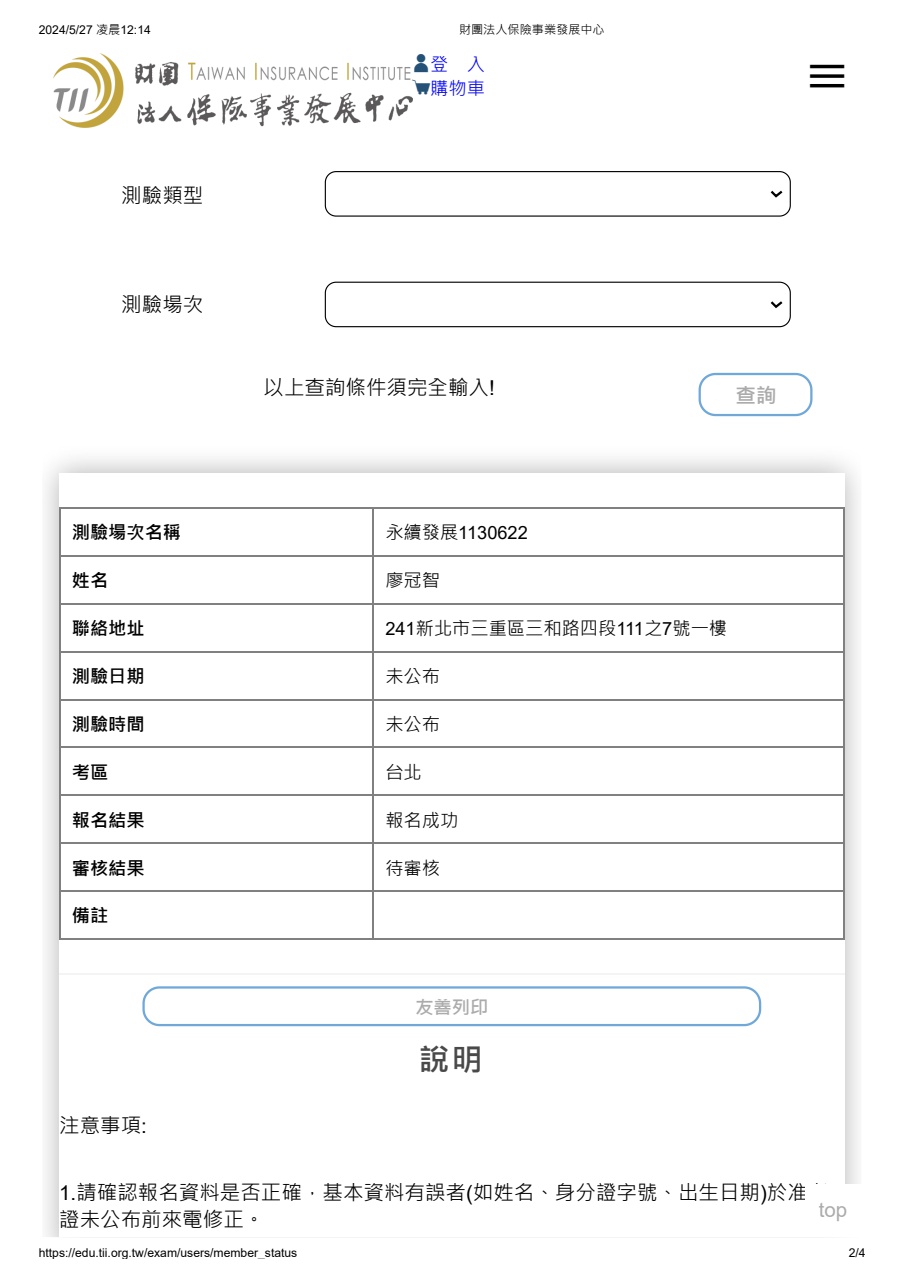 2024/5/27 凌晨12:14 財團法人保險事業發展中心
登 入
購物車
TII 財團 TAIWAN INSURANCE INSTITUTE
法人保險事業發展中心
測驗類型
測驗場次
以上查詢條件須完全輸入! 查詢
測驗場次名稱 永續發展1130622
姓名 廖冠智
聯絡地址 241新北市三重區三和路四段111之7號一樓
測驗日期 未公布
測驗時間 未公布
考區 台北
報名結果 報名成功
審核結果 待審核
備註
友善列印
說明
注意事項:
1.請確認報名資料是否正確，基本資料有誤者(如姓名、身分證字號、出生日期)於准
證未公布前來電修正。
top
https://edu.tii.org.tw/exam/users/member_status 2/4